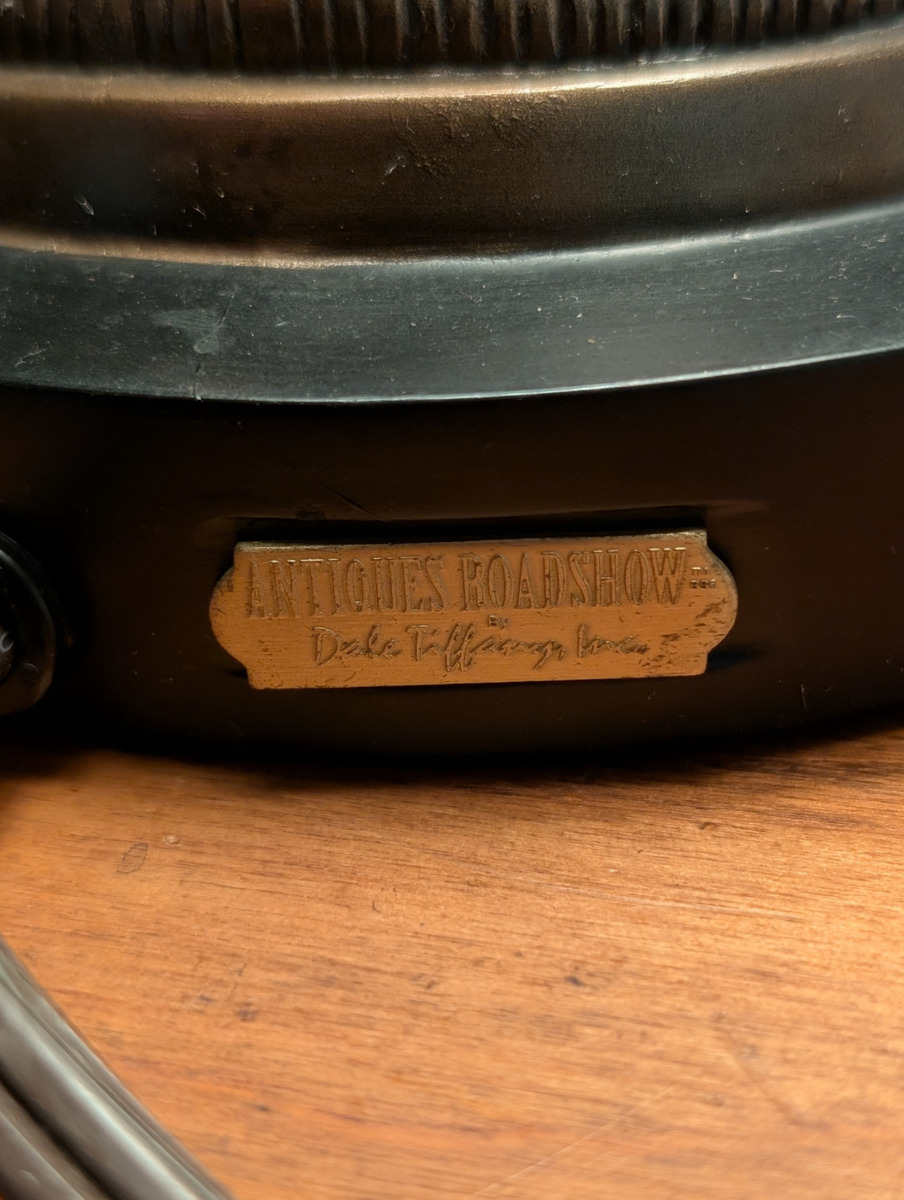 ANTIQUES ROADSHOW
By
Dale Tiffany, Inc.